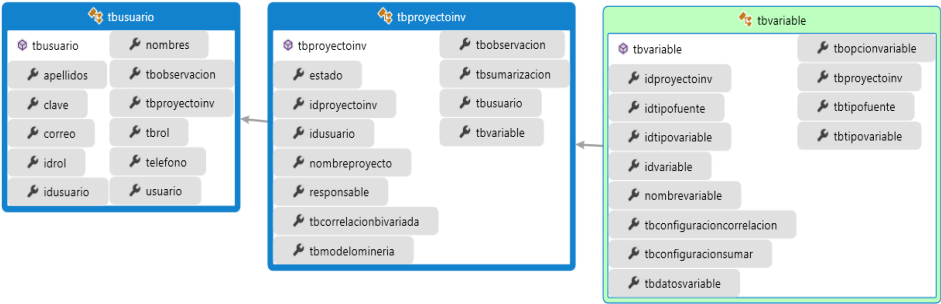 tbusuario
tbusuario
apellidos
clave
correo
idrol
idusuario
nombres
tbobservacion
tbproyectoinv
tbrol
telefono
usuario
tbproyectoinv
tbproyectoinv
estado
idproyectoinv
idusuario
nombreproyecto
responsable
tbcorrelacionbivariada
tbmodelomineria
tbobservacion
tbsumarizacion
tbusuario
tbvariable
tbvariable
tbvariable
idproyectoinv
idtipofuente
idtipovariable
idvariable
nombrevariable
tbconfiguracioncorrelacion
tbconfiguracionsumar
tbdatosvariable
tbopcionvariable
tbproyectoinv
tbtipofuente
tbtipovariable